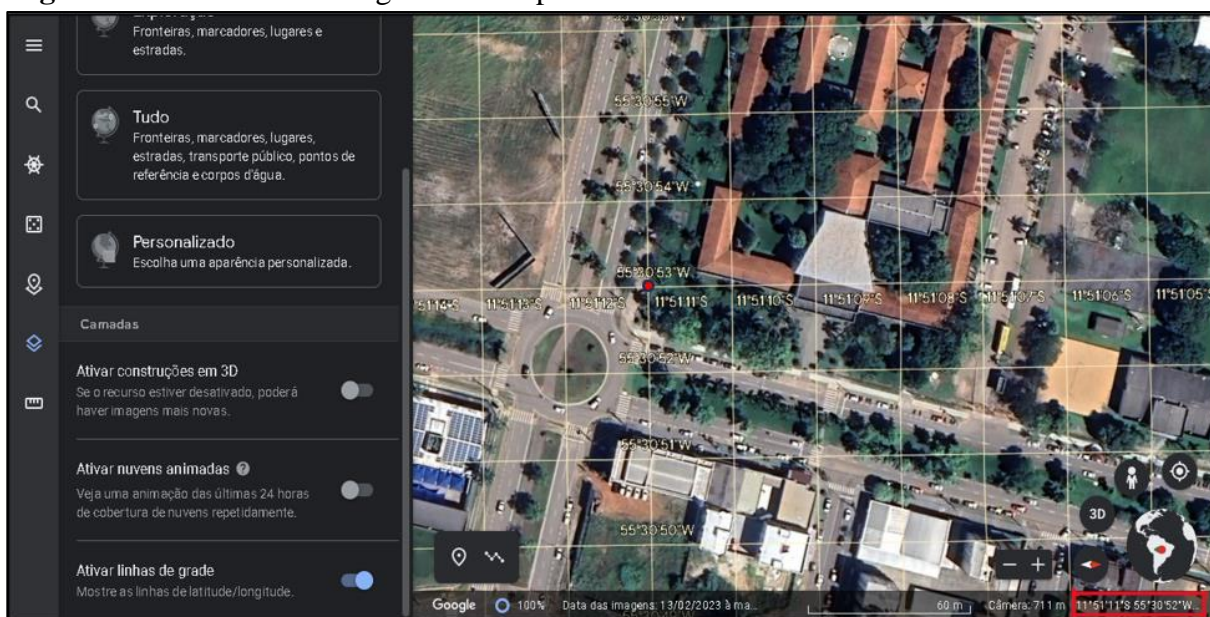 Fronteiras, marcadores, lugares e
estradas.
Tudo
Fronteiras, marcadores, lugares,
estradas, transporte público, pontos de
referência e corpos d'água.
Personalizado
Escolha uma aparência personalizada.
Camadas
Ativar construções em 3D
Se o recurso estiver desativado, poderá
haver imagens mais novas.
Ativar nuvens animadas
Veja uma animação das últimas 24 horas
de cobertura de nuvens repetidamente.
Ativar linhas de grade
Mostre as linhas de latitude/longitude.
55°30'55"W
55°30'54"W
55°30'53"W
11°51'13"S 11°51'12"S 11°51'11"S 11°51'10"S 11°51'09"S 11°51'08"S 11°51'07"S 11°51'06"S 11°51'05"S
55°30'52"W
55°30'51"W
55°30'50"W
3D
Google 100% Data das imagens: 13/02/2023 à ma... 60 m Câmera: 711 m 11°51'11"S 55°30'52"W...